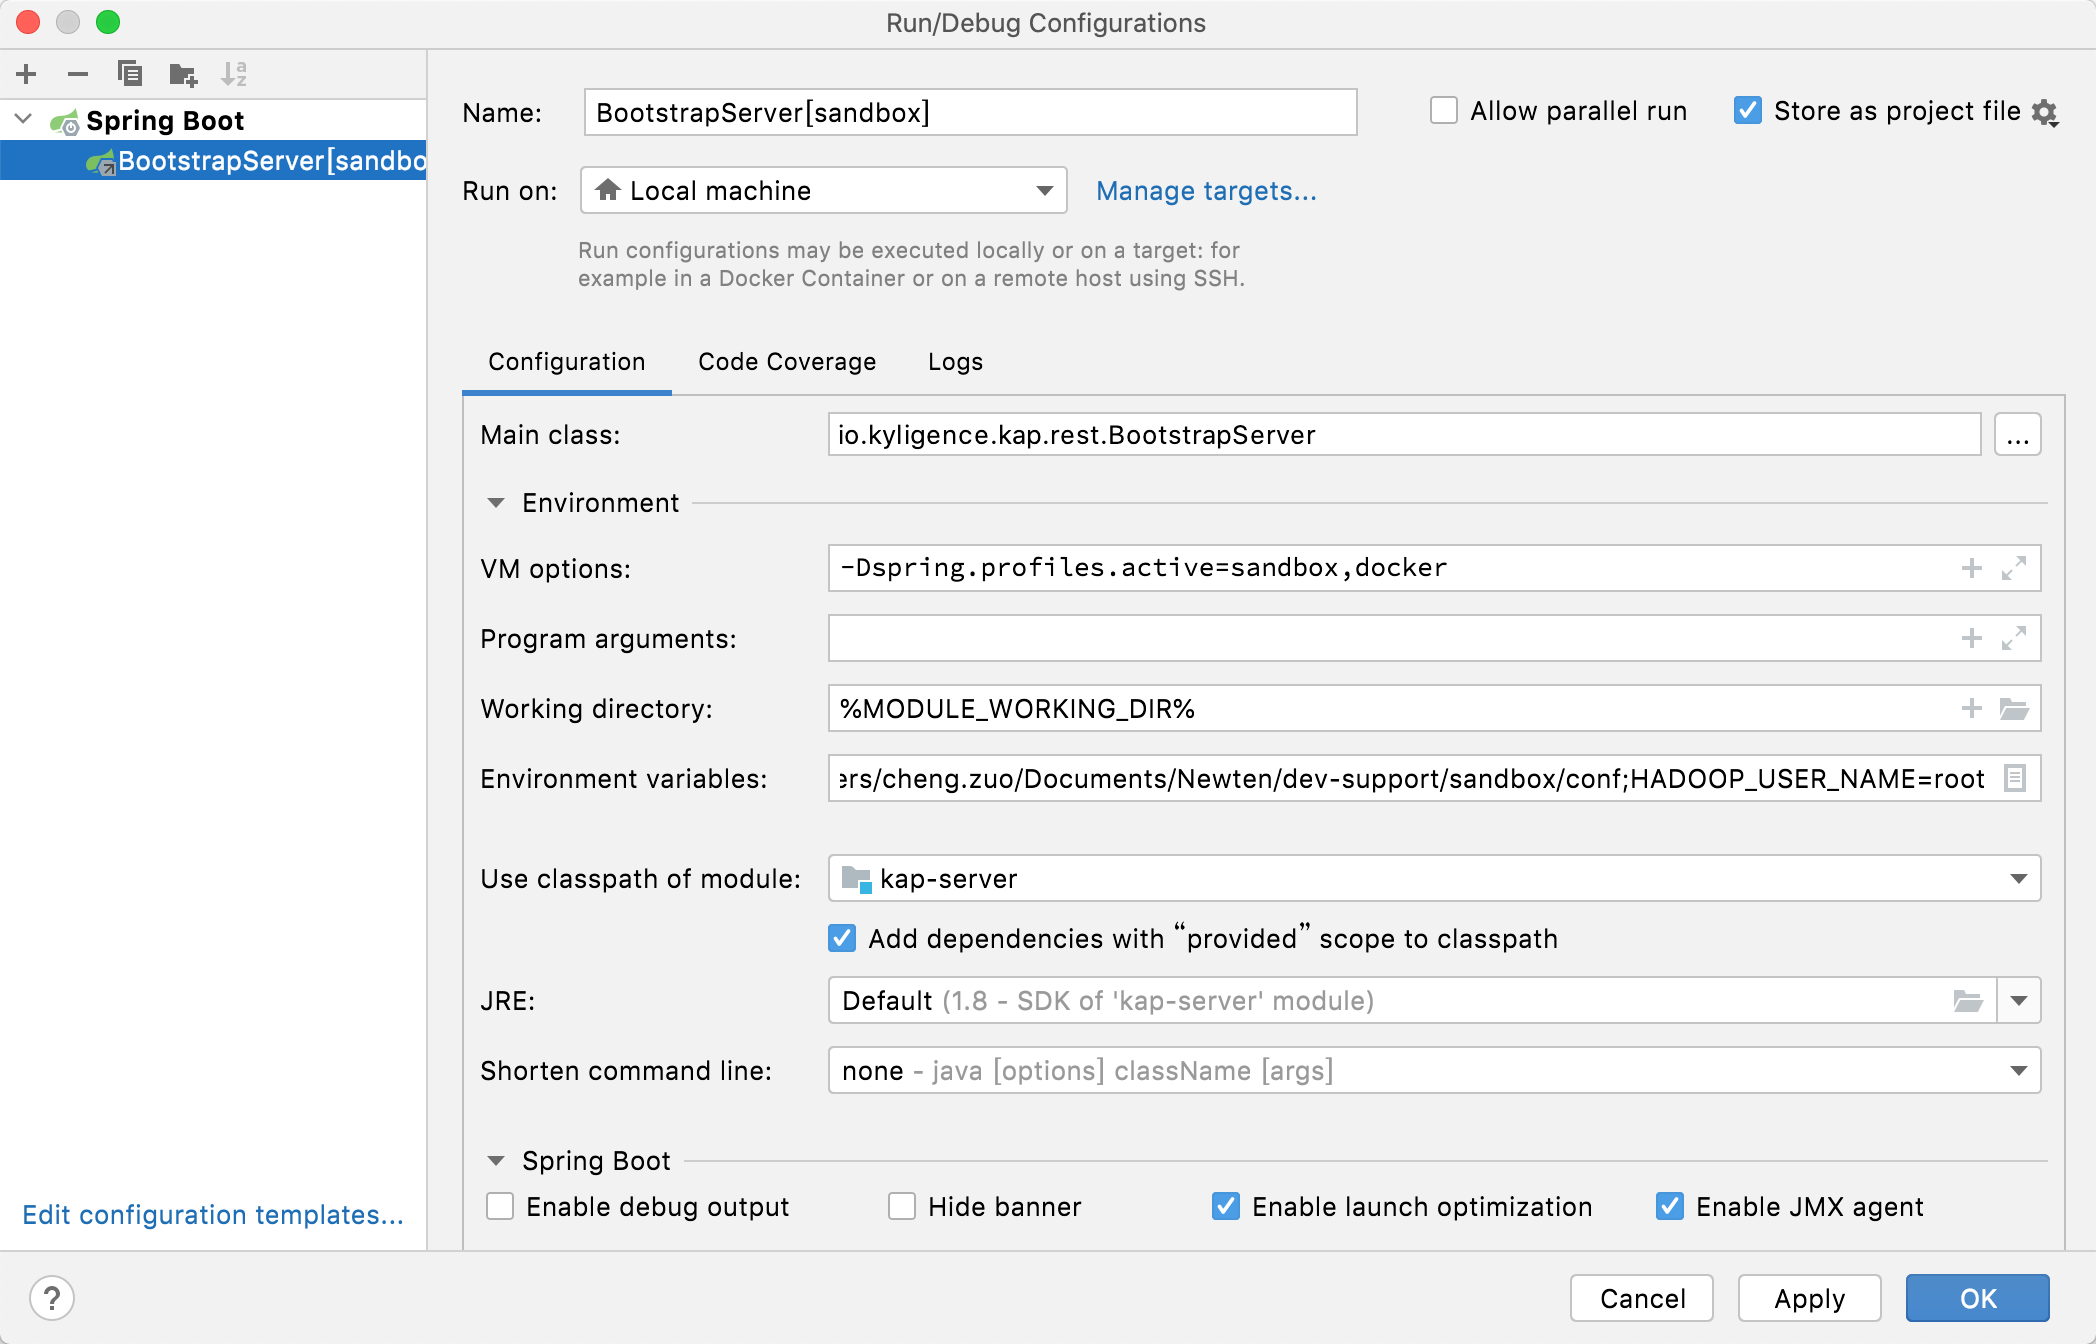 Run/Debug Configurations
Spring Boot
BootstrapServer[sandbo
Edit configuration templates...
Name: BootstrapServer[sandbox] Allow parallel run Store as project file
Run on: Local machine Manage targets...
Run configurations may be executed locally or on a target: for
example in a Docker Container or on a remote host using SSH.
Configuration Code Coverage Logs
Main class: io.kyligence.kap.rest.BootstrapServer ...
Environment
VM options: -Dspring.profiles.active=sandbox,docker
Program arguments:
Working directory: %MODULE_WORKING_DIR%
Environment variables: ers/cheng.zuo/Documents/Newten/dev-support/sandbox/conf;HADOOP_USER_NAME=root
Use classpath of module: kap-server
Add dependencies with “provided” scope to classpath
JRE: Default (1.8 - SDK of 'kap-server' module)
Shorten command line: none - java [options] className [args]
Spring Boot
Enable debug output Hide banner Enable launch optimization Enable JMX agent
? Cancel Apply OK